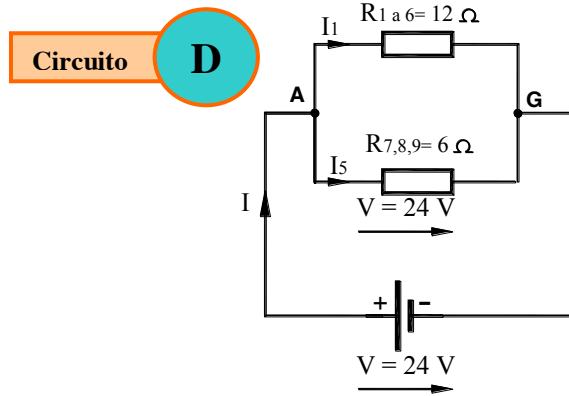 Circuito D
I1
R1 a 6= 12 Ω
A
G
R7,8,9= 6 Ω
I5
I
V = 24 V
+ −
V = 24 V